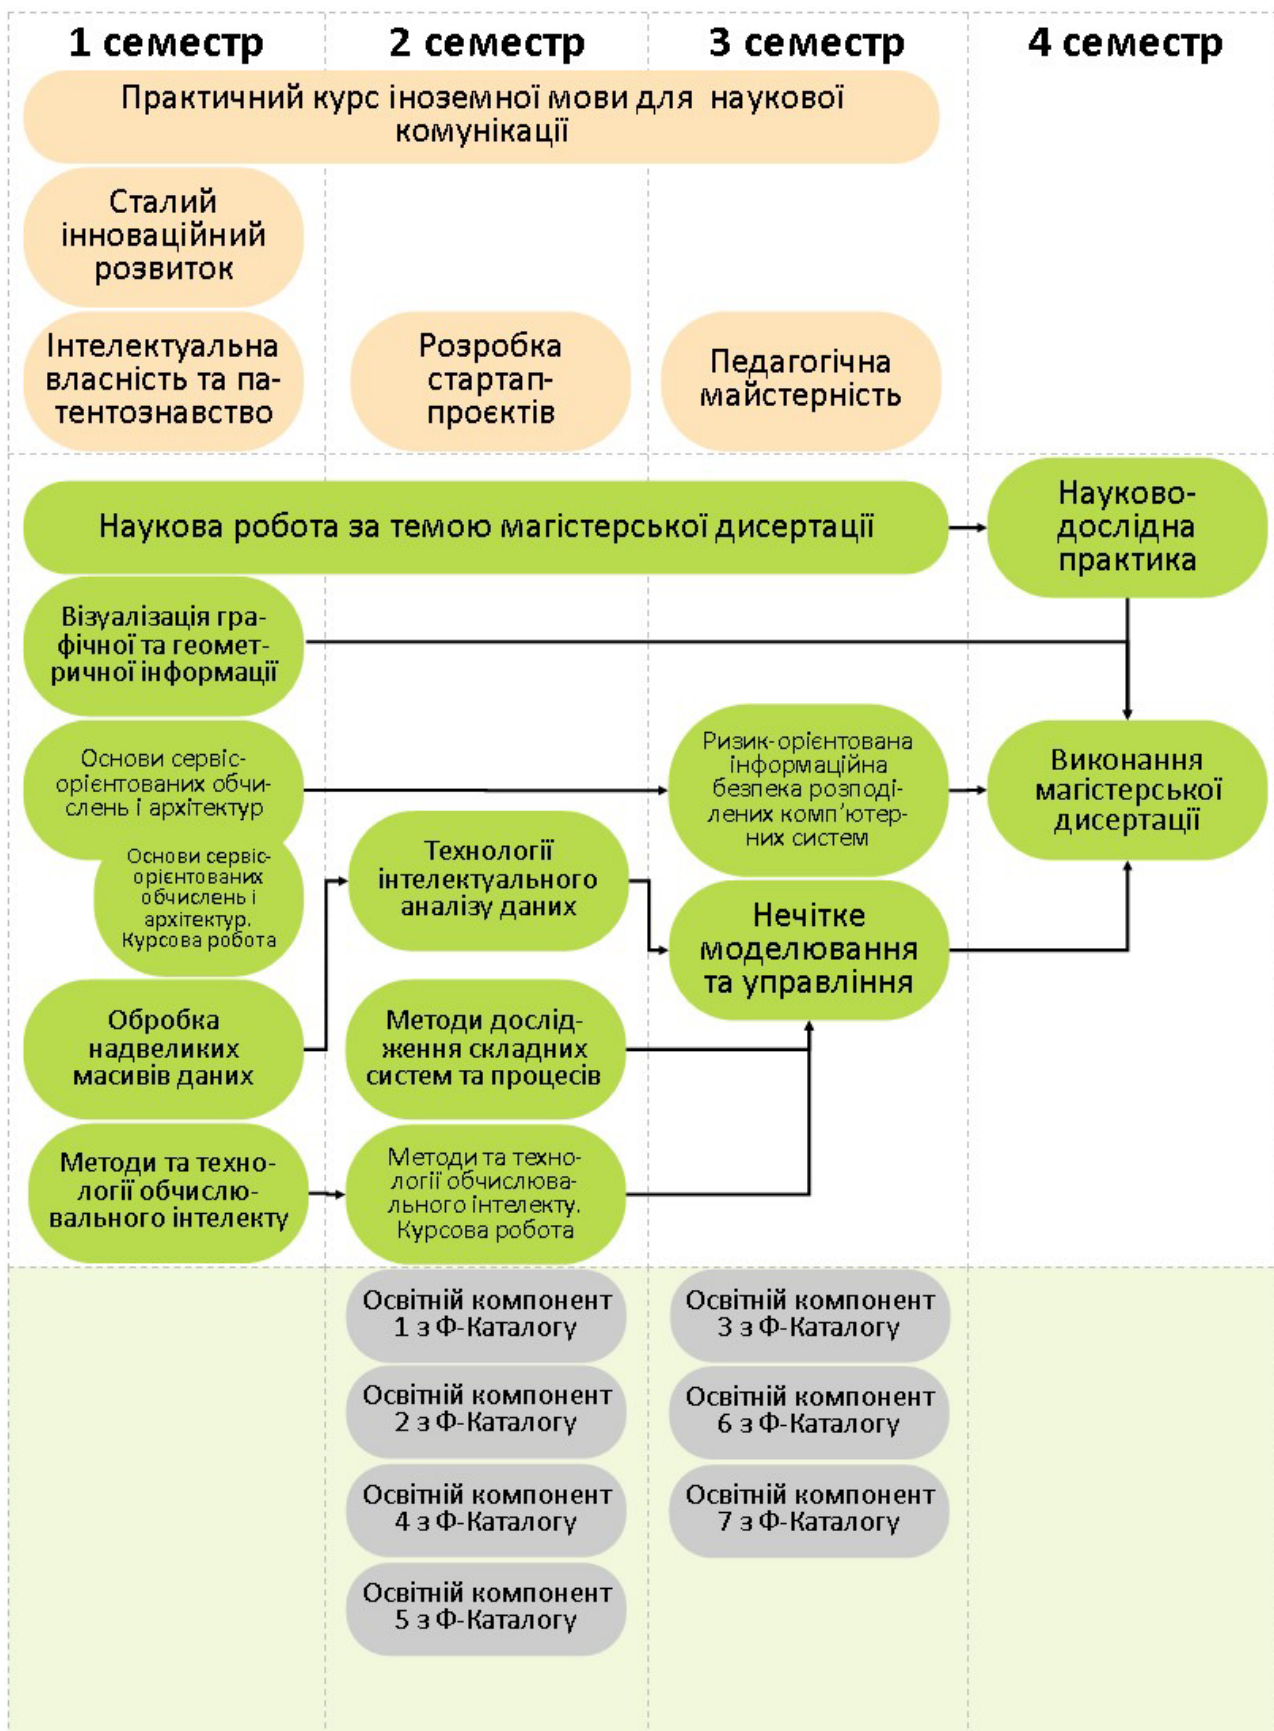 1 семестр
2 семестр
3 семестр
4 семестр
Практичний курс іноземної мови для наукової
комунікації
Сталий
інноваційний
розвиток
Інтелектуальна
власність та па-
тентознавство
Розробка
стартап-
проєктів
Педагогічна
майстерність
Наукова робота за темою магістерської дисертації
Науково-
дослідна
практика
Візуалізація гра-
фічної та геомет-
ричної інформації
Основи сервіс-
орієнтованих обчи-
слень і архітектур
Ризик-орієнтована
інформаційна
безпека розподі-
лених комп'ютер-
них систем
Виконання
магістерської
дисертації
Основи сервіс-
орієнтованих
обчислень і
архітектур.
Курсова робота
Технології
інтелектуального
аналізу даних
Нечітке
моделювання
та управління
Обробка
надвеликих
масивів даних
Методи дослід-
ження складних
систем та процесів
Методи та техно-
логії обчислю-
вального інтелекту
Методи та техно-
логії обчислюва-
льного інтелекту.
Курсова робота
Освітній компонент
1 з Ф-Каталогу
Освітній компонент
3 з Ф-Каталогу
Освітній компонент
2 з Ф-Каталогу
Освітній компонент
6 з Ф-Каталогу
Освітній компонент
4 з Ф-Каталогу
Освітній компонент
7 з Ф-Каталогу
Освітній компонент
5 з Ф-Каталогу